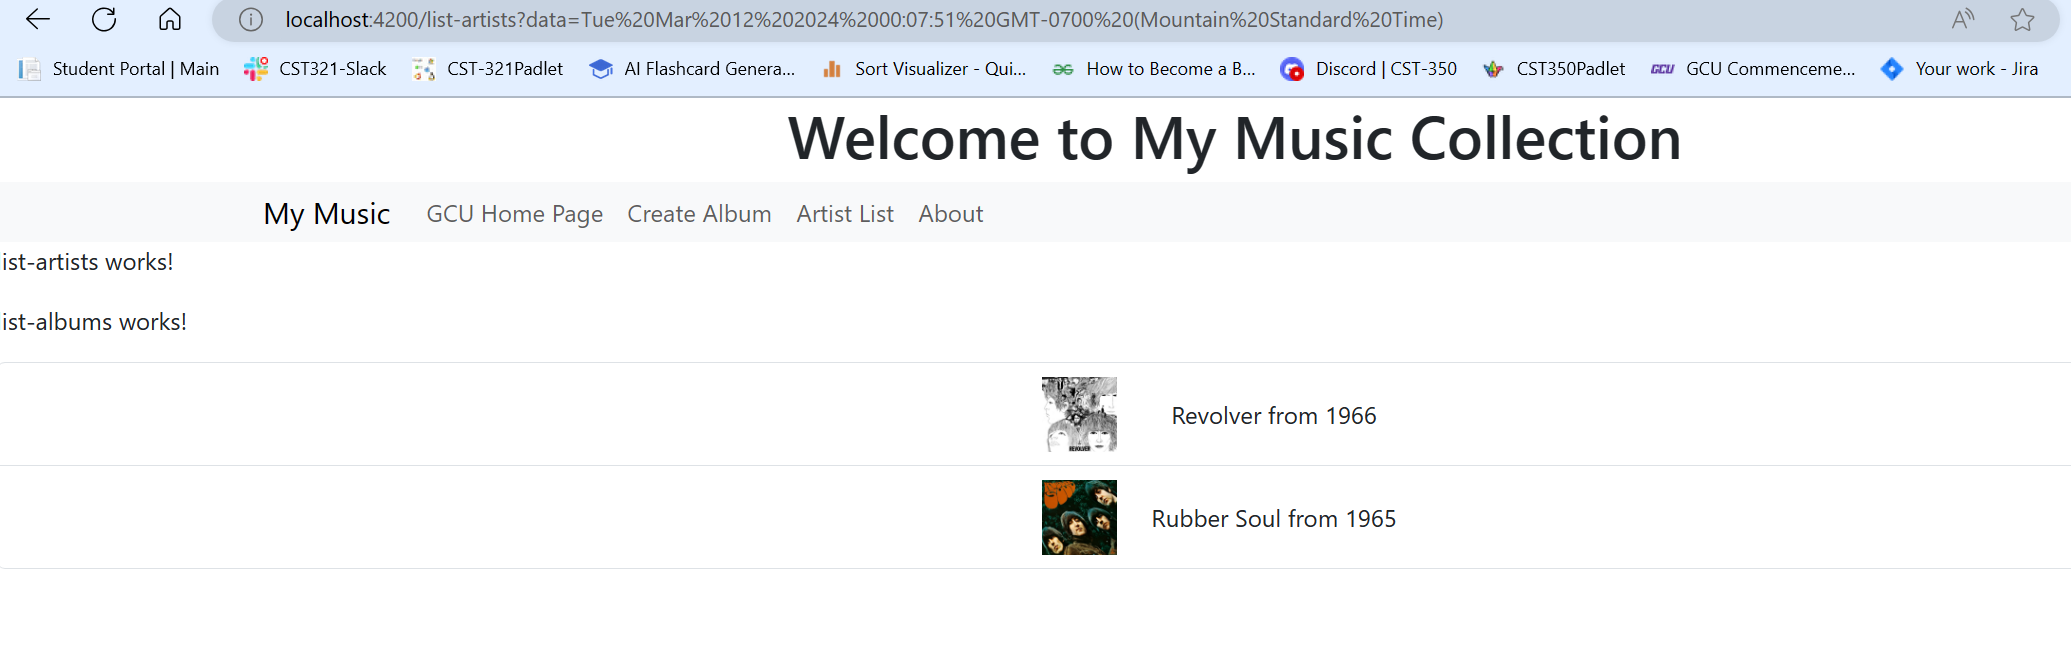 localhost:4200/list-artists?data=Tue%20Mar%2012%202024%2000:07:51%20GMT-0700%20(Mountain%20Standard%20Time)
Student Portal | Main CST321-Slack CST-321Padlet AI Flashcard Genera... Sort Visualizer - Qui... How to Become a B... Discord | CST-350 CST350Padlet GCU GCU Commenceme... Your work - Jira
Welcome to My Music Collection
My Music GCU Home Page Create Album Artist List About
ist-artists works!
ist-albums works!
REVOLVER
Revolver from 1966
Rubber Soul from 1965